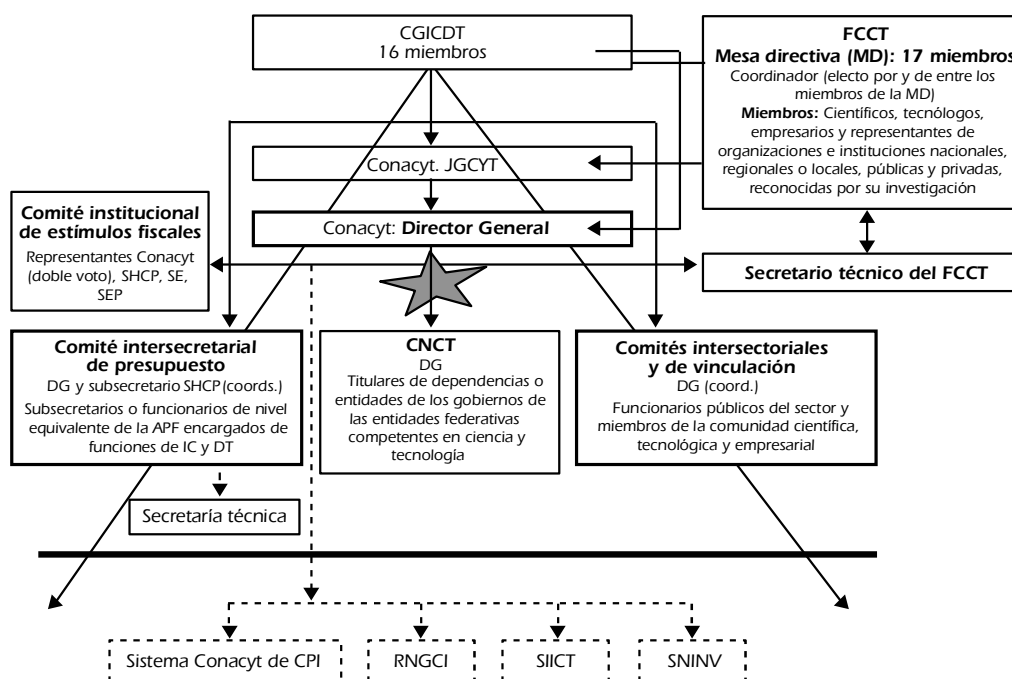 CGICDT
16 miembros
FCCT
Mesa directiva (MD): 17 miembros
Coordinador (electo por y de entre los
miembros de la MD)
Miembros: Científicos, tecnólogos,
empresarios y representantes de
organizaciones e instituciones nacionales,
regionales o locales, públicas y privadas,
reconocidas por su investigación
Conacyt. JGCYT
Comité institucional
de estímulos fiscales
Representantes Conacyt
(doble voto), SHCP, SE,
SEP
Conacyt: Director General
Secretario técnico del FCCT
Comité intersecretarial
de presupuesto
DG y subsecretario SHCP (coords.)
Subsecretarios o funcionarios de nivel
equivalente de la APF encargados de
funciones de IC y DT
CNCT
DG
Titulares de dependencias o
entidades de los gobiernos de
las entidades federativas
competentes en ciencia y
tecnología
Comités intersectoriales
y de vinculación
DG (coord.)
Funcionarios públicos del sector y
miembros de la comunidad científica,
tecnológica y empresarial
Secretaría técnica
Sistema Conacyt de CPI
RNGCI
SIICT
SNINV